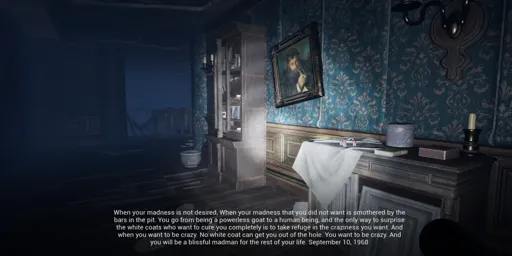 When your madness is not desired. When your madness that you did not want is smothered by the
bars in the pit. You go from being a powerless goat to a human being, and the only way to surprise
the white coats who want to cure you completely is to take refuge in the craziness you want. And
when you want to be crazy. No white coat can get you out of the hole. You want to be crazy. And
you will be a blissful madman for the rest of your life. September 10, 1968